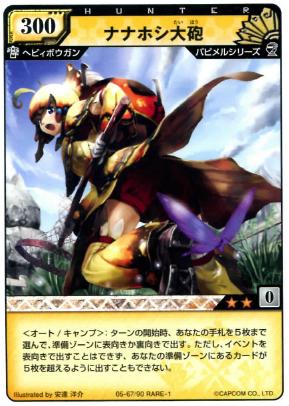 HUNTER
300
ナナホシ大砲
たい ほう
ヘビィボウガン
パピメルシリーズ
0
<オート / キャンプ>:ターンの開始時、あなたの手札を5枚まで
選んで、準備ゾーンに表向きか裏向きで出す。ただし、イベントを
表向きで出すことはできず、あなたの準備ゾーンにあるカードが
5枚を超えるように出すこともできない。
Illustrated by 安達 洋介
05-67/90 RARE-1
©CAPCOM CO., LTD.